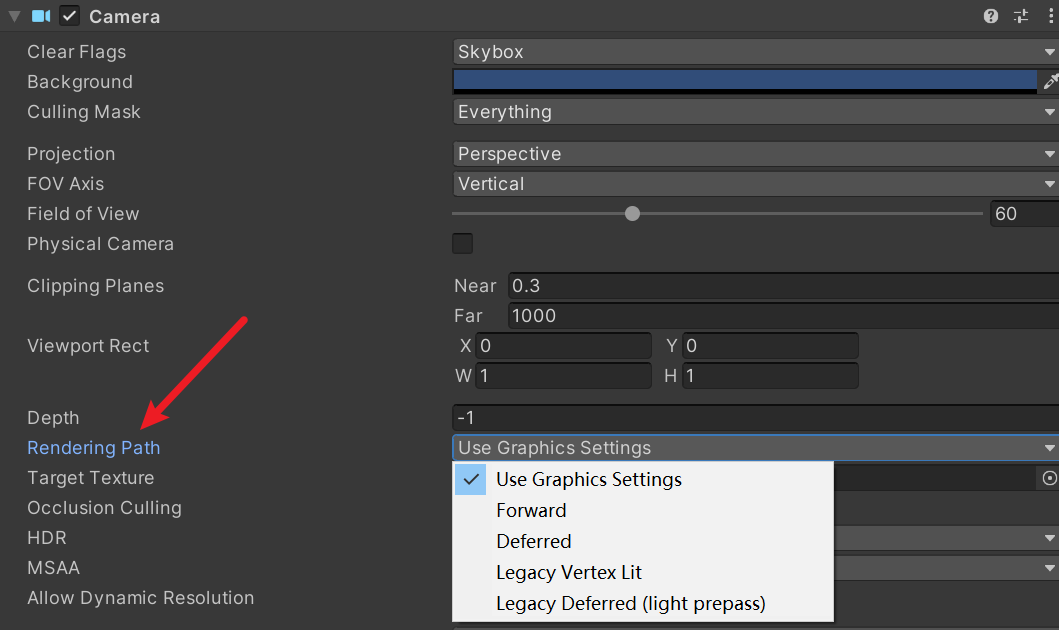 Camera
Clear Flags Skybox
Background
Culling Mask Everything
Projection Perspective
FOV Axis Vertical
Field of View 60
Physical Camera
Clipping Planes Near 0.3
Far 1000
Viewport Rect X 0 Y 0
W 1 H 1
Depth -1
Rendering Path Use Graphics Settings
Target Texture Use Graphics Settings
Occlusion Culling Forward
HDR Deferred
MSAA Legacy Vertex Lit
Allow Dynamic Resolution Legacy Deferred (light prepass)